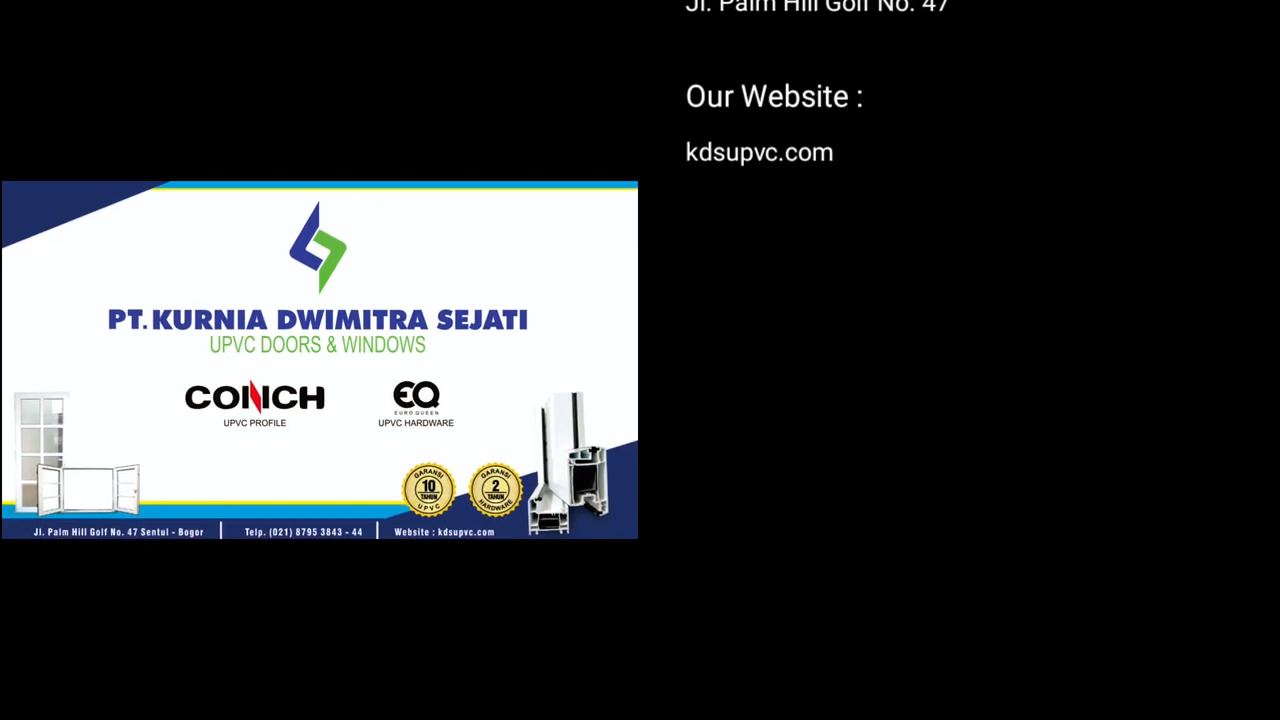 Jl. Palm Hill Golf No. 47
Our Website :
kdsupvc.com
PT. KURNIA DWIMITRA SEJATI
UPVC DOORS & WINDOWS
CONCH
UPVC PROFILE
EQ
EURO QUEEN
UPVC HARDWARE
GARANSI
10
TAHUN
UPVC
GARANSI
2
TAHUN
HARDWARE
Jl. Palm Hill Golf No. 47 Sentul - Bogor
Telp. (021) 8795 3843 - 44
Website : kdsupvc.com